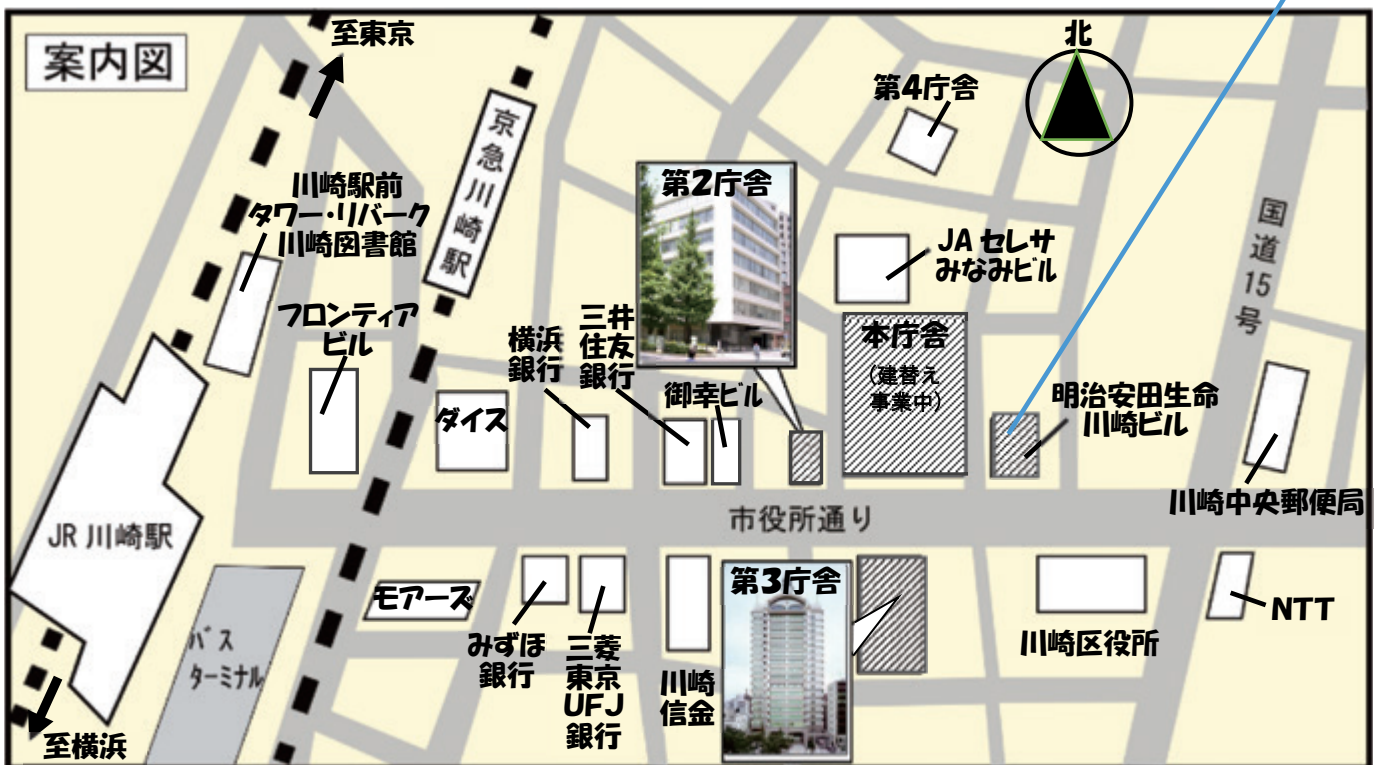 案内図
至東京
北
第4庁舎
京急川崎駅
第2庁舎
川崎駅前
タワー・リバーク
川崎図書館
国道15号
JA セレサ
みなみビル
フロンティア
ビル
横浜
銀行
三井
住友
銀行
本庁舎
(建替え
事業中)
御幸ビル
明治安田生命
川崎ビル
ダイス
川崎中央郵便局
市役所通り
JR 川崎駅
モアーズ
第3庁舎
バス
ターミナル
みずほ
銀行
三菱
東京
UFJ
銀行
川崎
信金
川崎区役所
NTT
至横浜